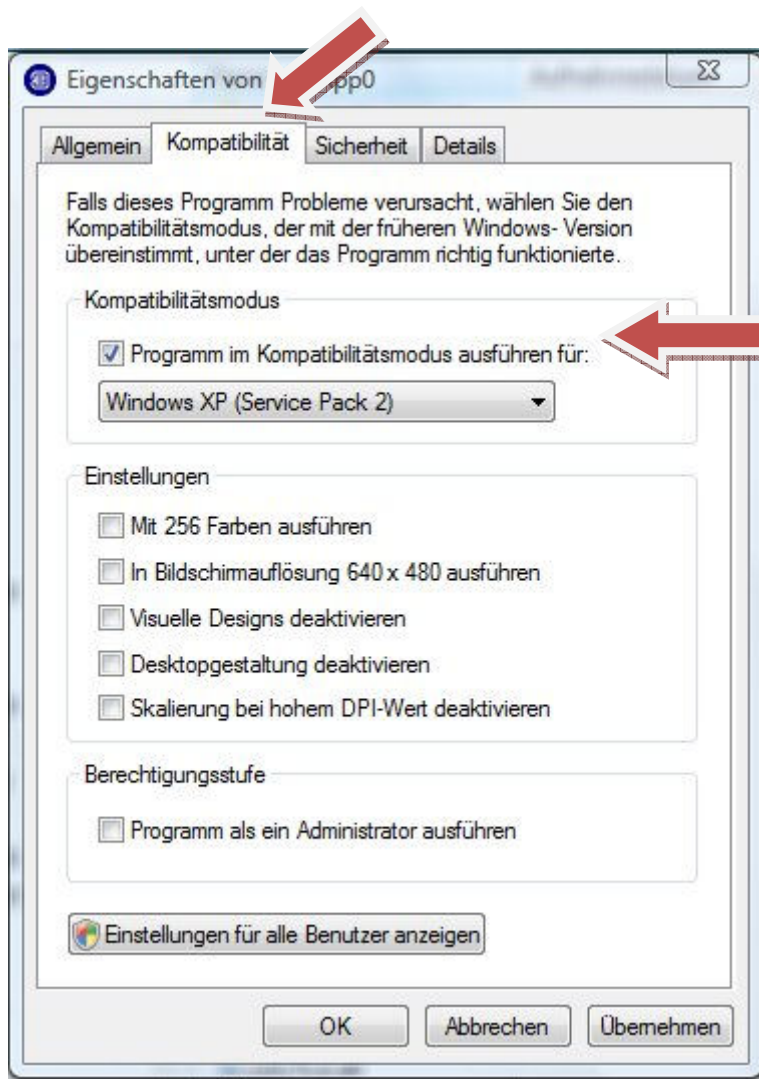 Eigenschaften von pp0
Allgemein Kompatibilität Sicherheit Details
Falls dieses Programm Probleme verursacht, wählen Sie den
Kompatibilitätsmodus, der mit der früheren Windows- Version
übereinstimmt, unter der das Programm richtig funktionierte.
Kompatibilitätsmodus
Programm im Kompatibilitätsmodus ausführen für:
Windows XP (Service Pack 2)
Einstellungen
Mit 256 Farben ausführen
In Bildschirmauflösung 640 x 480 ausführen
Visuelle Designs deaktivieren
Desktopgestaltung deaktivieren
Skalierung bei hohem DPI-Wert deaktivieren
Berechtigungsstufe
Programm als ein Administrator ausführen
Einstellungen für alle Benutzer anzeigen
OK Abbrechen Übernehmen